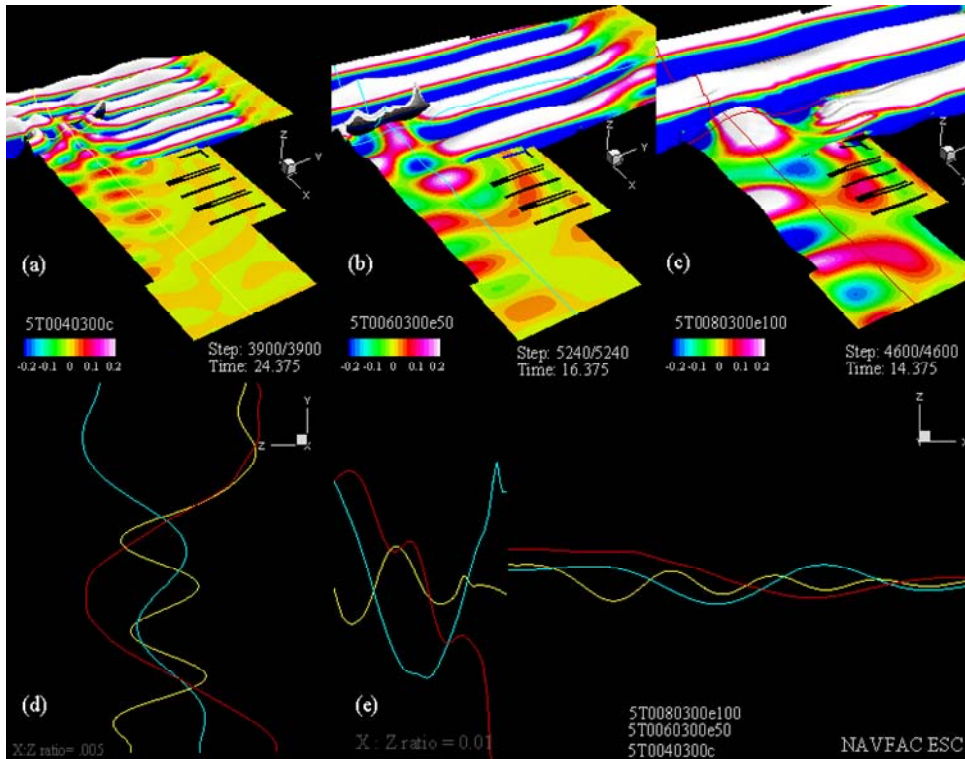 Z
Y
X
Z
Y
X
Z
Y
X
(a)
(b)
(c)
5T0040300c
5T0060300e50
5T0080300e100
-0.2 -0.1 0 0.1 0.2
-0.2 -0.1 0 0.1 0.2
-0.2 -0.1 0 0.1 0.2
Step: 3900/3900
Time: 24.375
Step: 5240/5240
Time: 16.375
Step: 4600/4600
Time: 14.375
Y
Z
X
Z
X
(d)
(e)
X:Z ratio= .005
X : Z ratio = 0.01
5T0080300e100
5T0060300e50
5T0040300c
NAVFAC ESC